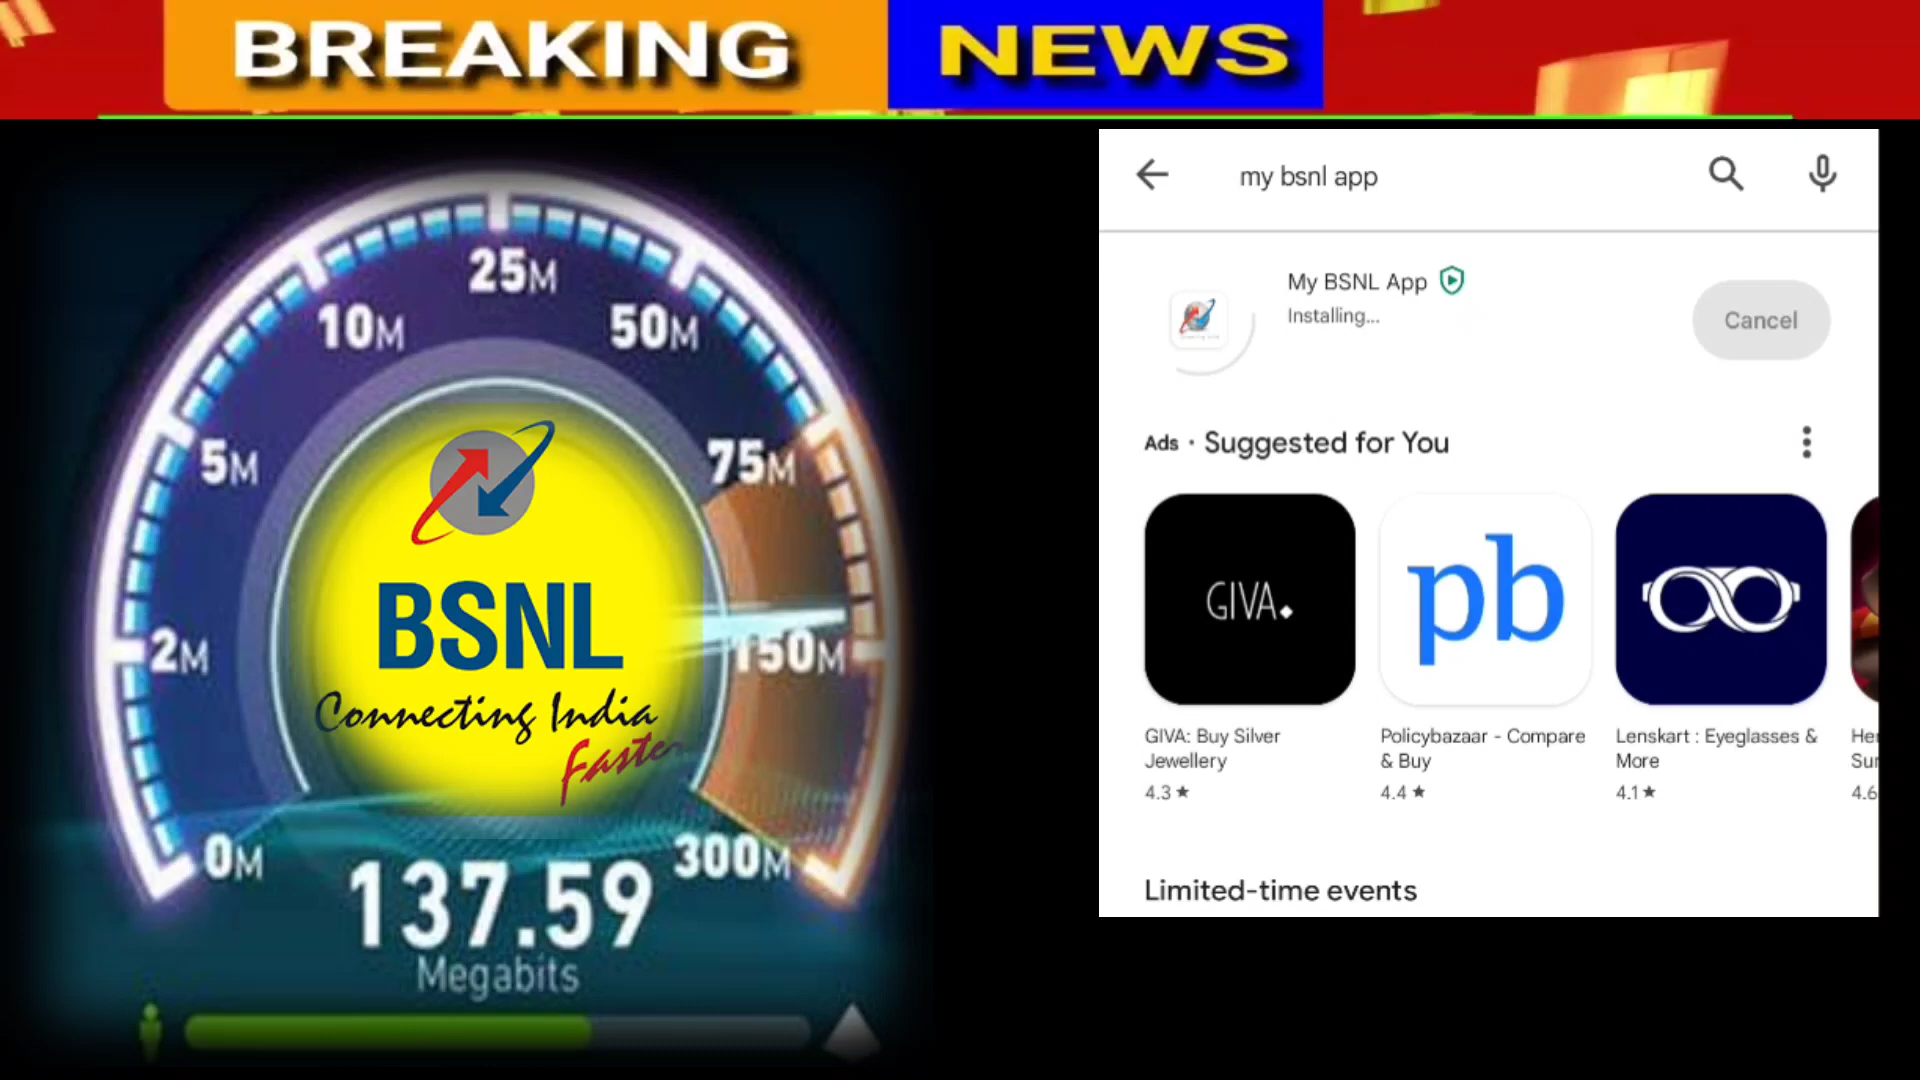 BREAKING NEWS
25M
10M
50M
5M
75M
2M
150M
0M
300M
BSNL
Connecting India
Faster
137.59
Megabits
my bsnl app
My BSNL App
Installing...
Cancel
Ads · Suggested for You
GIVA
pb
GIVA: Buy Silver
Jewellery
4.3 ★
Policybazaar - Compare
& Buy
4.4 ★
Lenskart : Eyeglasses &
More
4.1 ★
4.6
Limited-time events